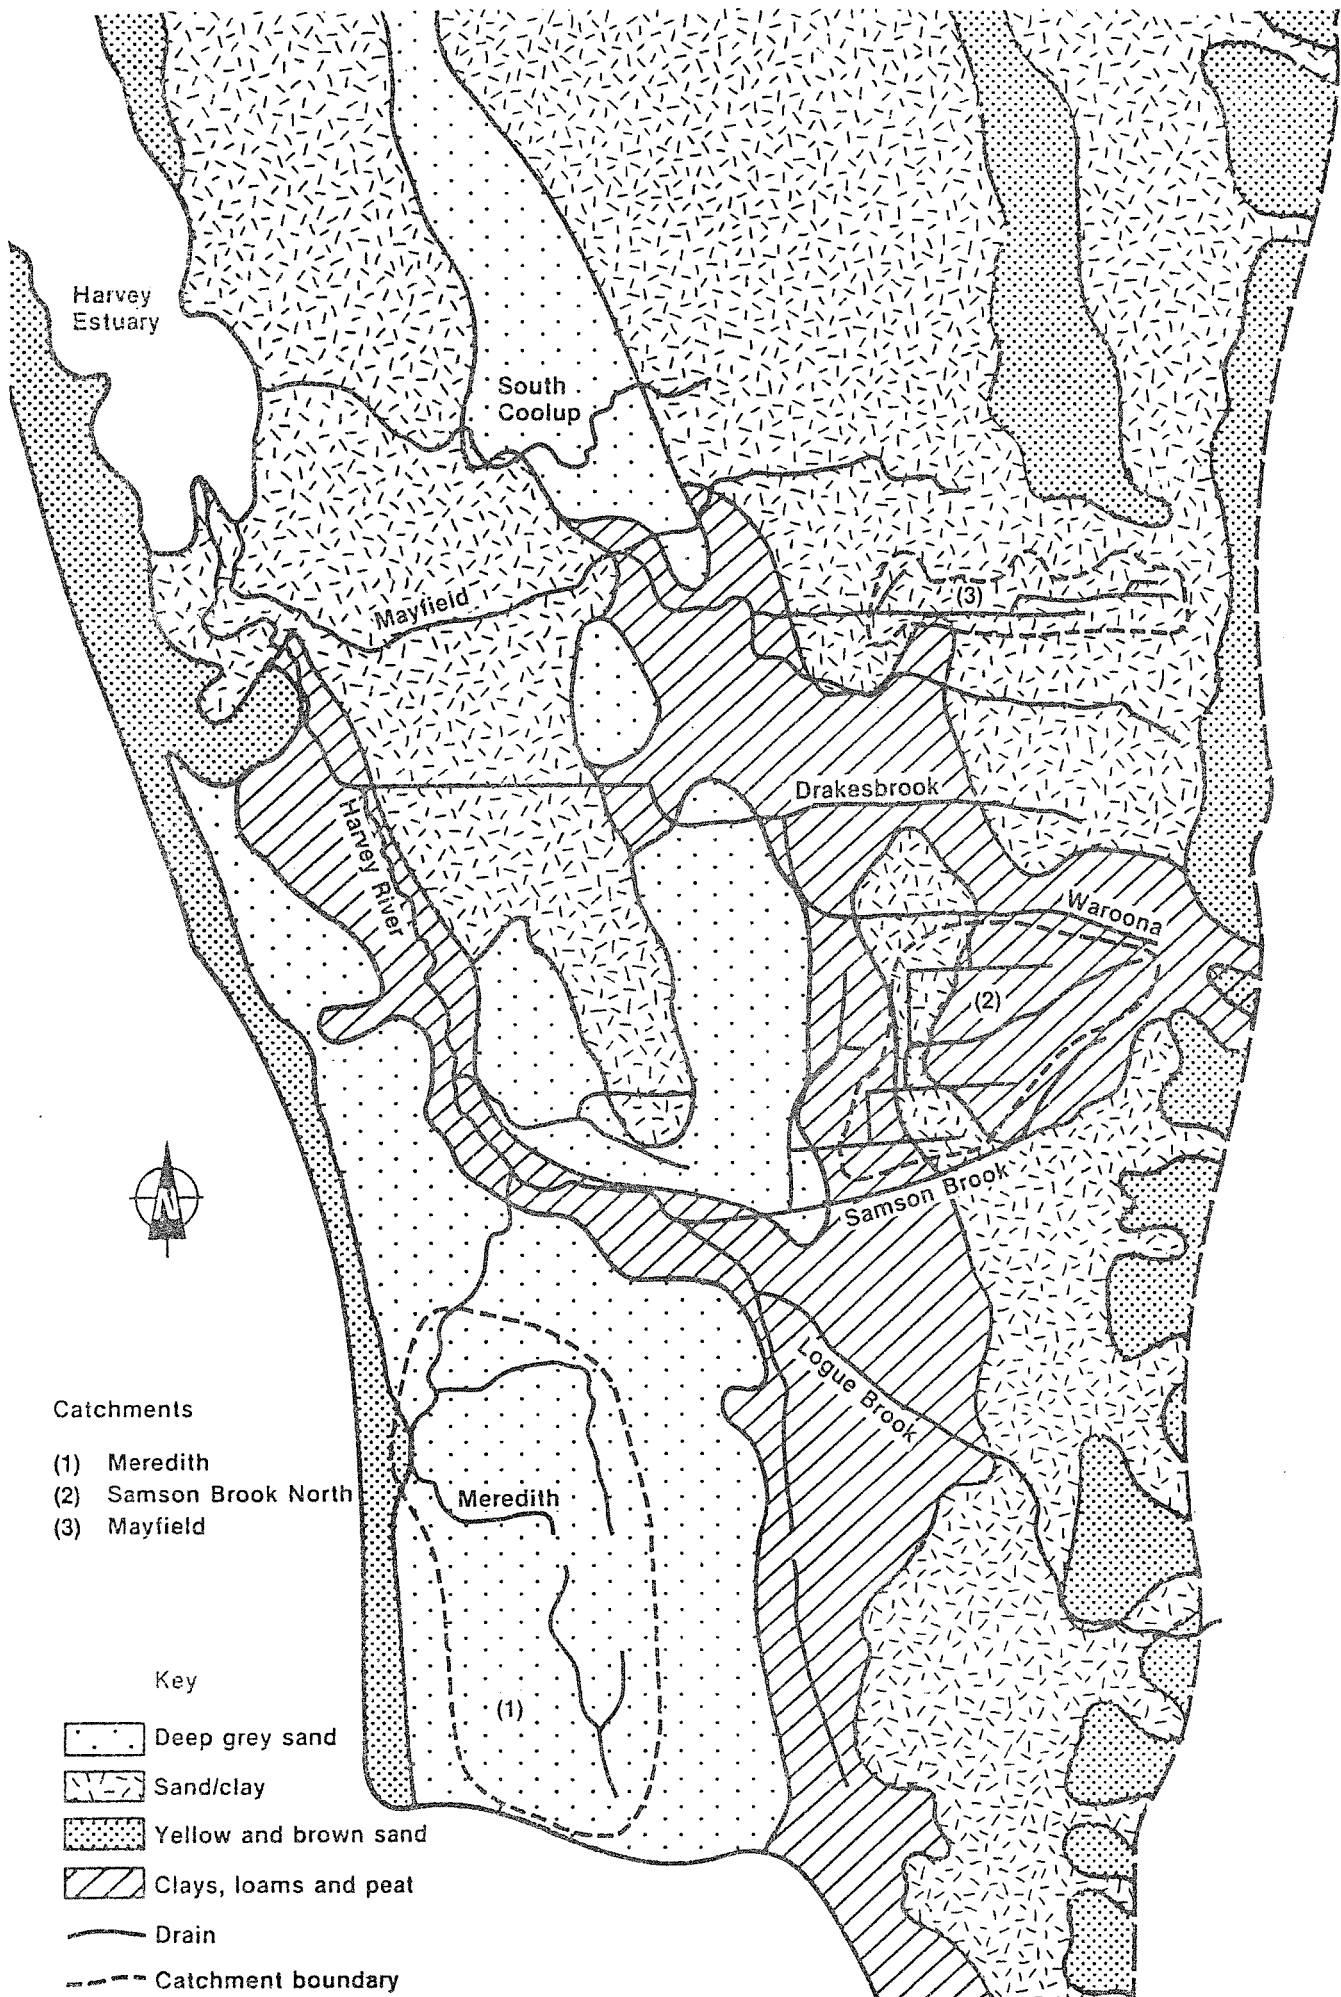 Harvey
Estuary
South
Coolup
Mayfield
(3)
Drakesbrook
Harvey River
Waroona
(2)
Samson Brook
N
Logue Brook
Catchments
(1) Meredith
(2) Samson Brook North
(3) Mayfield
Meredith
(1)
Key
Deep grey sand
Sand/clay
Yellow and brown sand
Clays, loams and peat
Drain
Catchment boundary